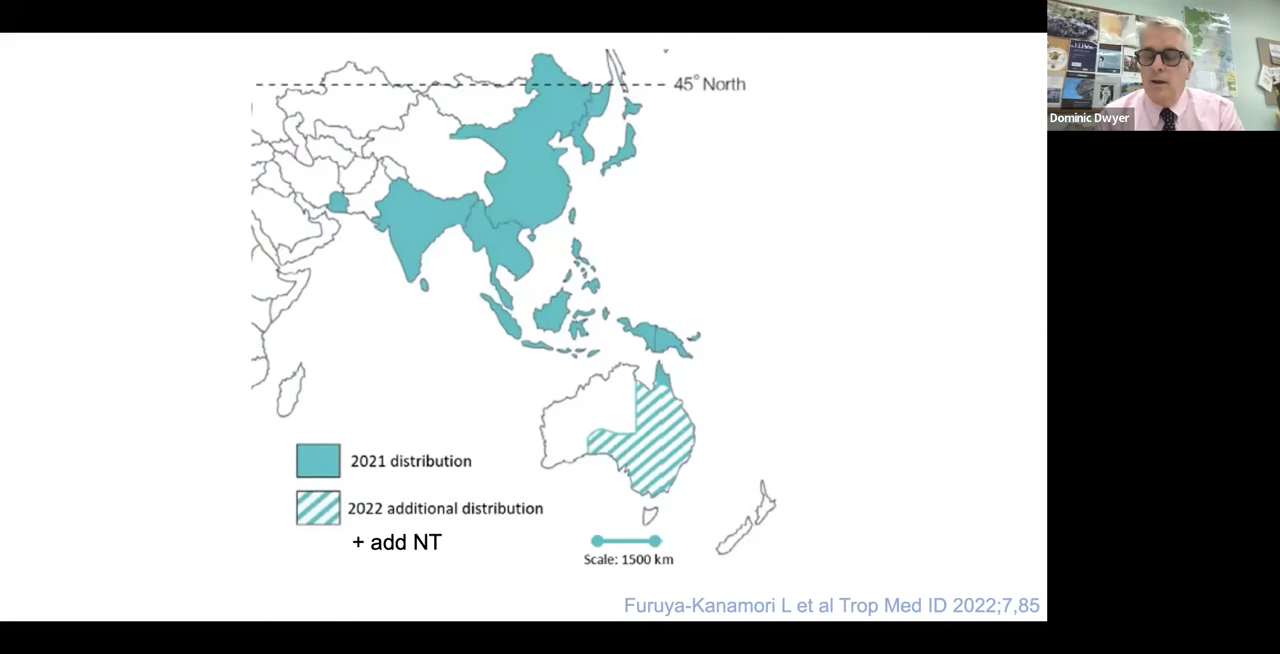 45° North
Dominic Dwyer
2021 distribution
2022 additional distribution
+ add NT
Scale: 1500 km
Furuya-Kanamori L et al Trop Med ID 2022;7,85